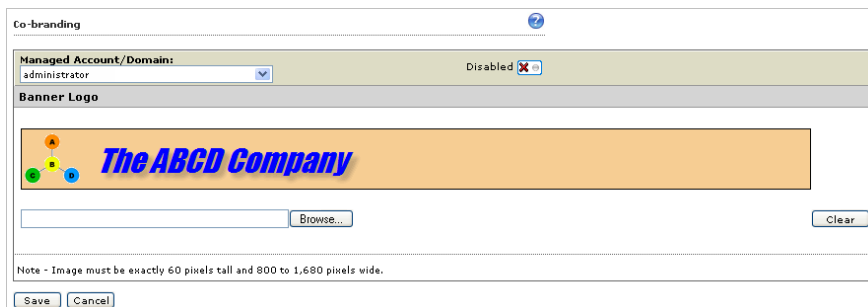 Co-branding
?
Managed Account/Domain:
administrator
Disabled
Banner Logo
A
B
C
D
The ABCD Company
Browse...
Clear
Note - Image must be exactly 60 pixels tall and 800 to 1,680 pixels wide.
Save
Cancel